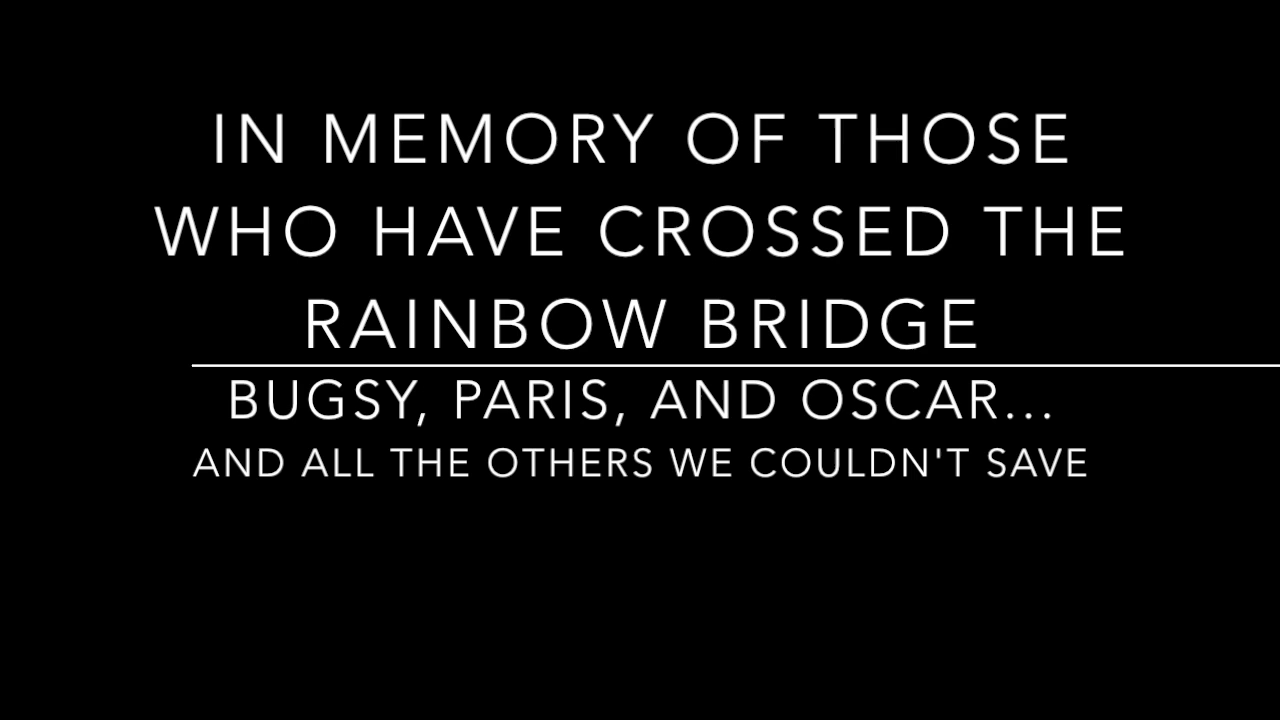 IN MEMORY OF THOSE
WHO HAVE CROSSED THE
RAINBOW BRIDGE
BUGSY, PARIS, AND OSCAR...
AND ALL THE OTHERS WE COULDN'T SAVE